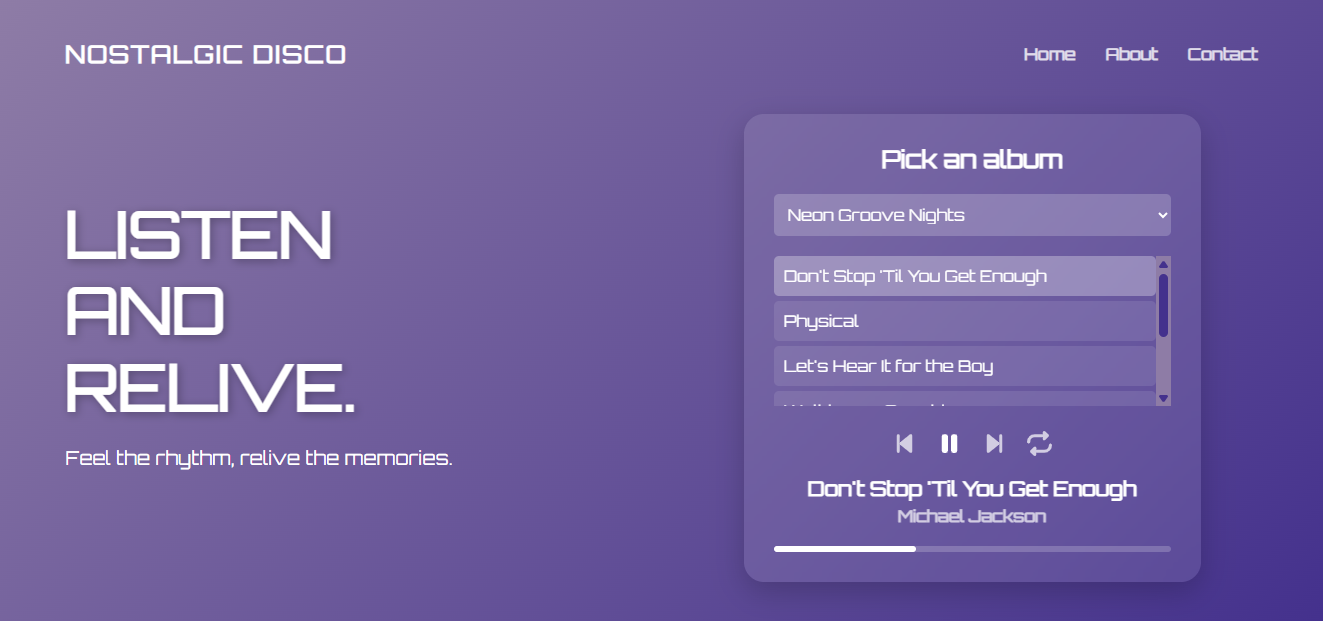 NOSTALGIC DISCO
Home About Contact
LISTEN
AND
RELIVE.
Feel the rhythm, relive the memories.
Pick an album
Neon Groove Nights
Don't Stop 'Til You Get Enough
Physical
Let's Hear It for the Boy
Don't Stop 'Til You Get Enough
Michael Jackson